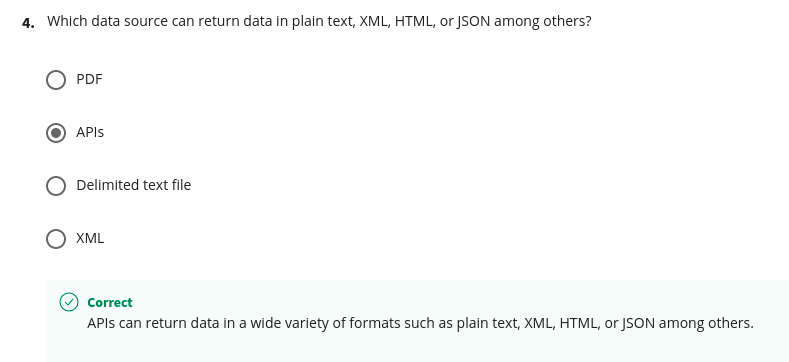 4. Which data source can return data in plain text, XML, HTML, or JSON among others?
PDF
APIs
Delimited text file
XML
Correct
APIs can return data in a wide variety of formats such as plain text, XML, HTML, or JSON among others.